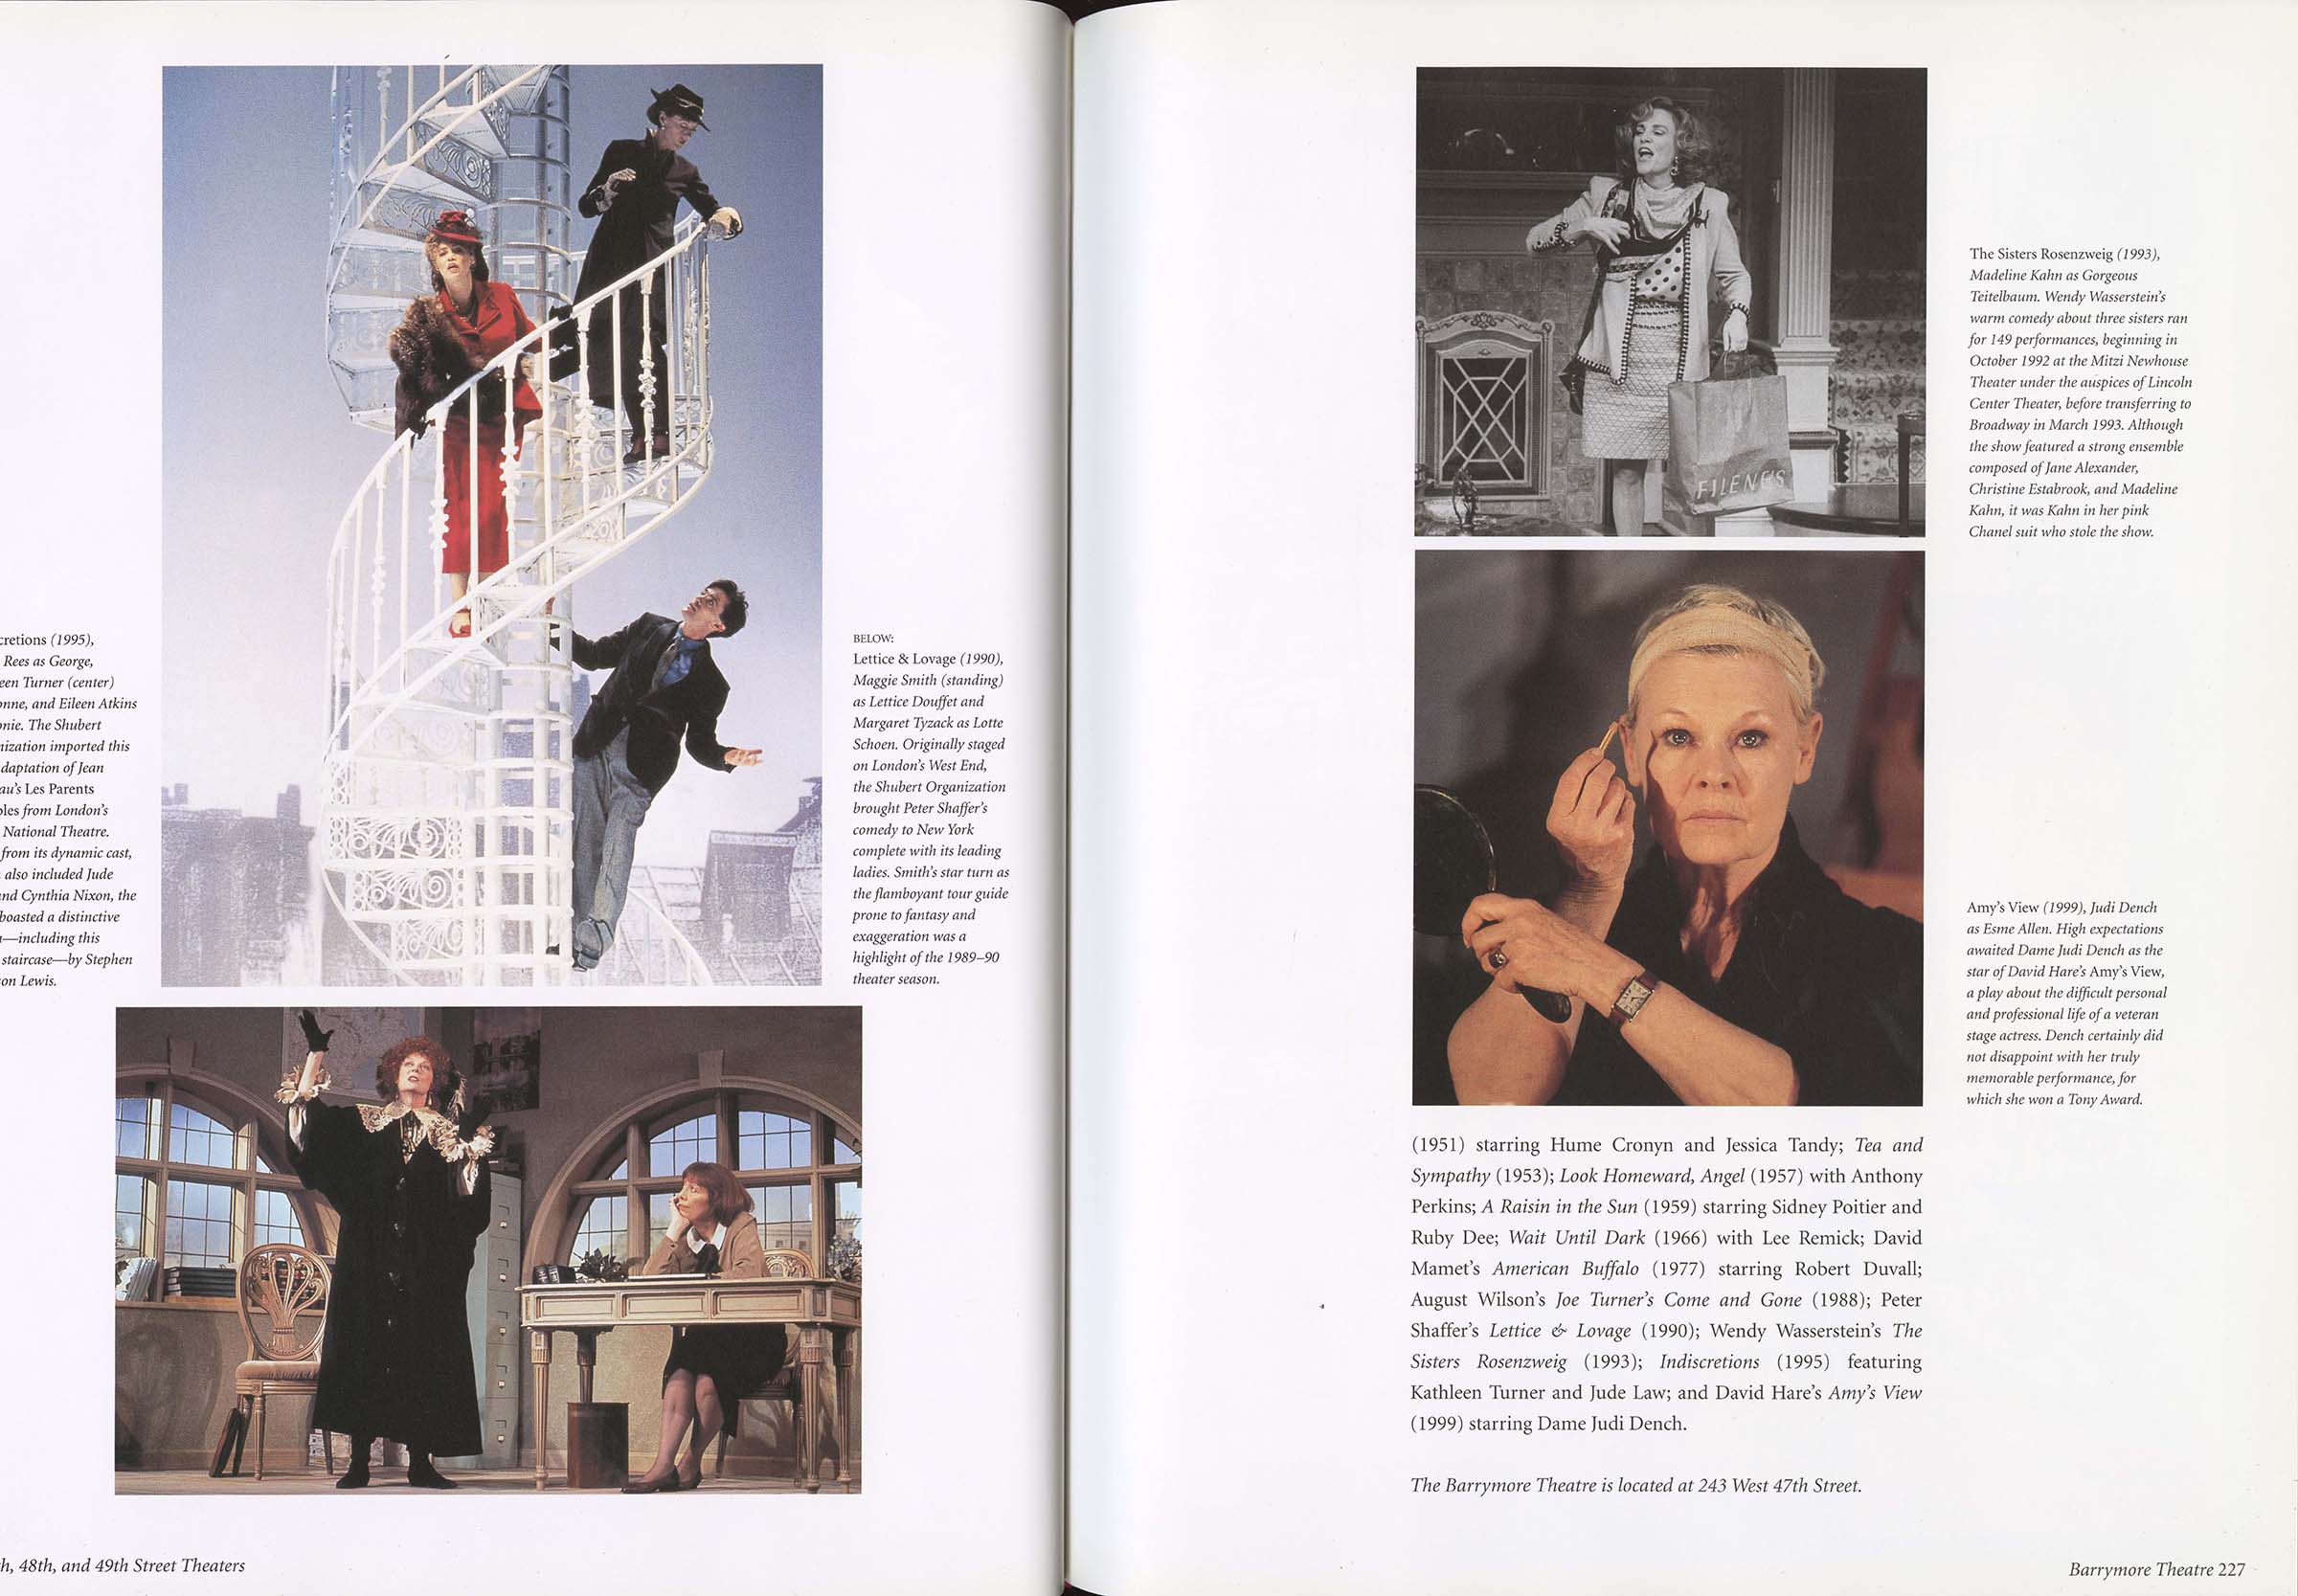 cretions (1995),
Rees as George,
een Turner (center)
onne, and Eileen Atkins
onie. The Shubert
nization imported this
daptation of Jean
au's Les Parents
bles from London's
National Theatre.
from its dynamic cast,
also included Jude
and Cynthia Nixon, the
boasted a distinctive
—including this
staircase—by Stephen
on Lewis.
BELOW:
Lettice & Lovage (1990),
Maggie Smith (standing)
as Lettice Douffet and
Margaret Tyzack as Lotte
Schoen. Originally staged
on London's West End,
the Shubert Organization
brought Peter Shaffer's
comedy to New York
complete with its leading
ladies. Smith's star turn as
the flamboyant tour guide
prone to fantasy and
exaggeration was a
highlight of the 1989–90
theater season.
h, 48th, and 49th Street Theaters
FILENE'S
The Sisters Rosenzweig (1993),
Madeline Kahn as Gorgeous
Teitelbaum. Wendy Wasserstein's
warm comedy about three sisters ran
for 149 performances, beginning in
October 1992 at the Mitzi Newhouse
Theater under the auspices of Lincoln
Center Theater, before transferring to
Broadway in March 1993. Although
the show featured a strong ensemble
composed of Jane Alexander,
Christine Estabrook, and Madeline
Kahn, it was Kahn in her pink
Chanel suit who stole the show.
Amy's View (1999), Judi Dench
as Esme Allen. High expectations
awaited Dame Judi Dench as the
star of David Hare's Amy's View,
a play about the difficult personal
and professional life of a veteran
stage actress. Dench certainly did
not disappoint with her truly
memorable performance, for
which she won a Tony Award.
(1951) starring Hume Cronyn and Jessica Tandy; Tea and
Sympathy (1953); Look Homeward, Angel (1957) with Anthony
Perkins; A Raisin in the Sun (1959) starring Sidney Poitier and
Ruby Dee; Wait Until Dark (1966) with Lee Remick; David
Mamet's American Buffalo (1977) starring Robert Duvall;
August Wilson's Joe Turner's Come and Gone (1988); Peter
Shaffer's Lettice & Lovage (1990); Wendy Wasserstein's The
Sisters Rosenzweig (1993); Indiscretions (1995) featuring
Kathleen Turner and Jude Law; and David Hare's Amy's View
(1999) starring Dame Judi Dench.
The Barrymore Theatre is located at 243 West 47th Street.
Barrymore Theatre 227